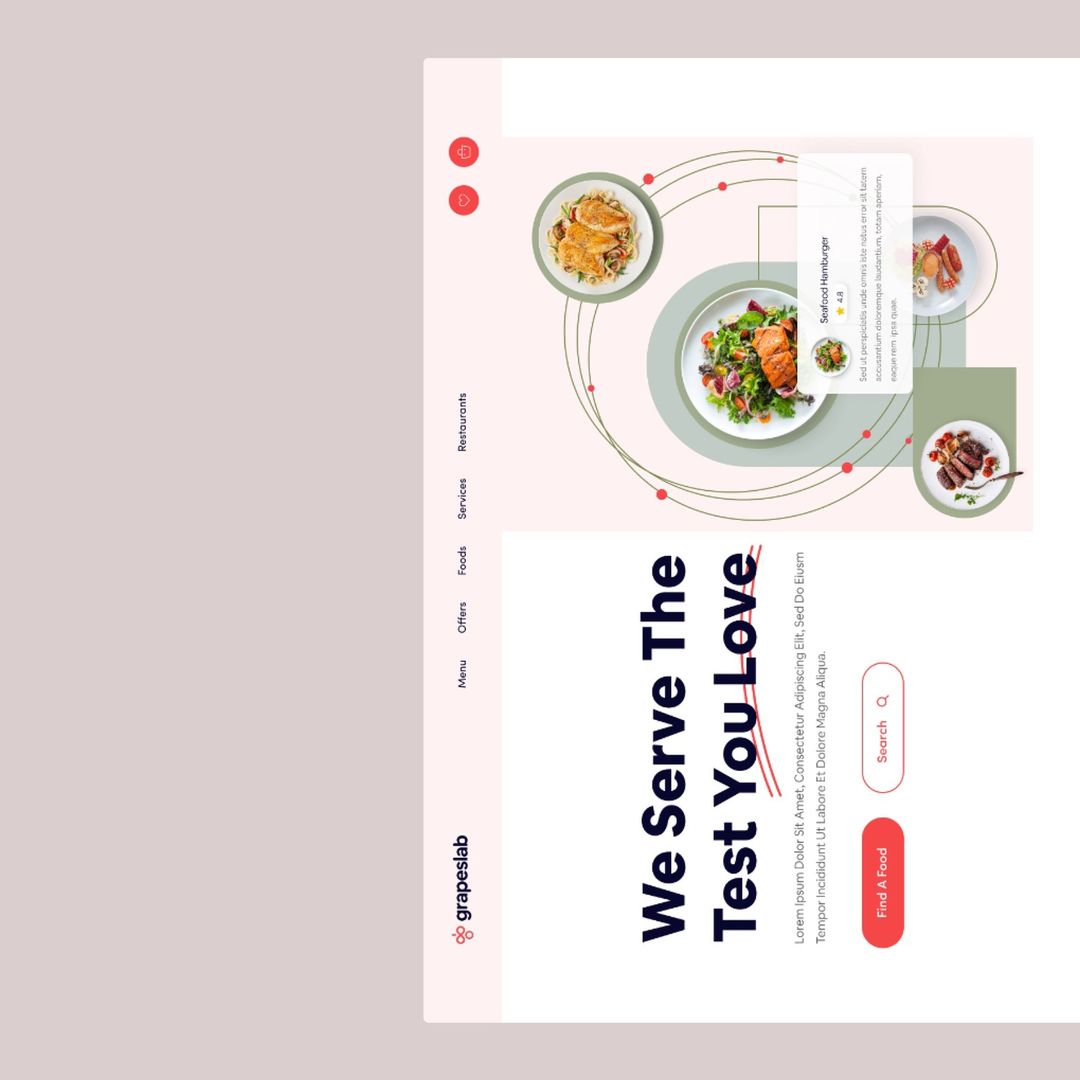 grapeslab
Menu Offers Foods Services Restaurants
We Serve The
Test You Love
Lorem Ipsum Dolor Sit Amet, Consectetur Adipiscing Elit, Sed Do Eiusm
Tempor Incididunt Ut Labore Et Dolore Magna Aliqua.
Find A Food Search
Seafood Hamburger
4.8
Sed ut perspiciatis unde omnis iste natus error sit tatem
accusantium doloremque laudantium, totam aperiam,
eaque rem ipsa quae.